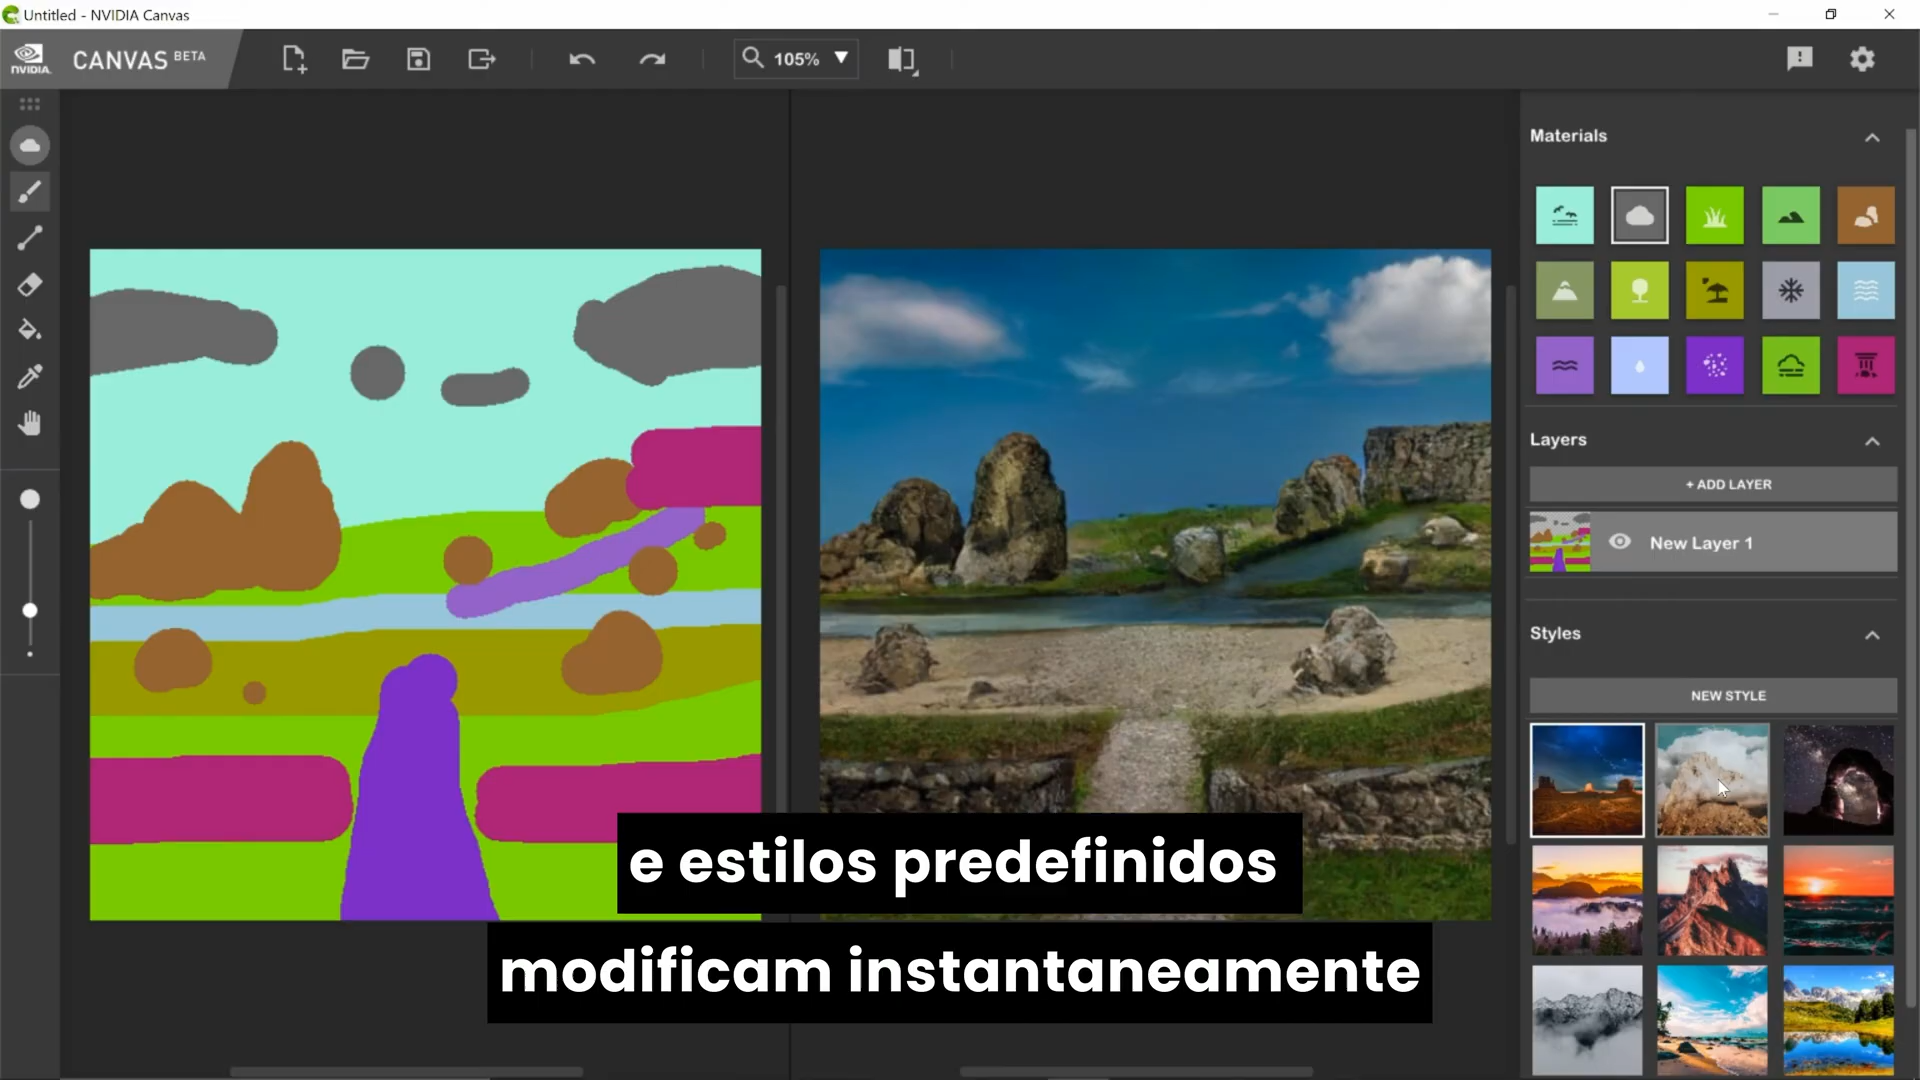 Untitled - NVIDIA Canvas
NVIDIA.
CANVAS BETA
105%
Materials
Layers
+ ADD LAYER
New Layer 1
Styles
NEW STYLE
e estilos predefinidos
modificam instantaneamente